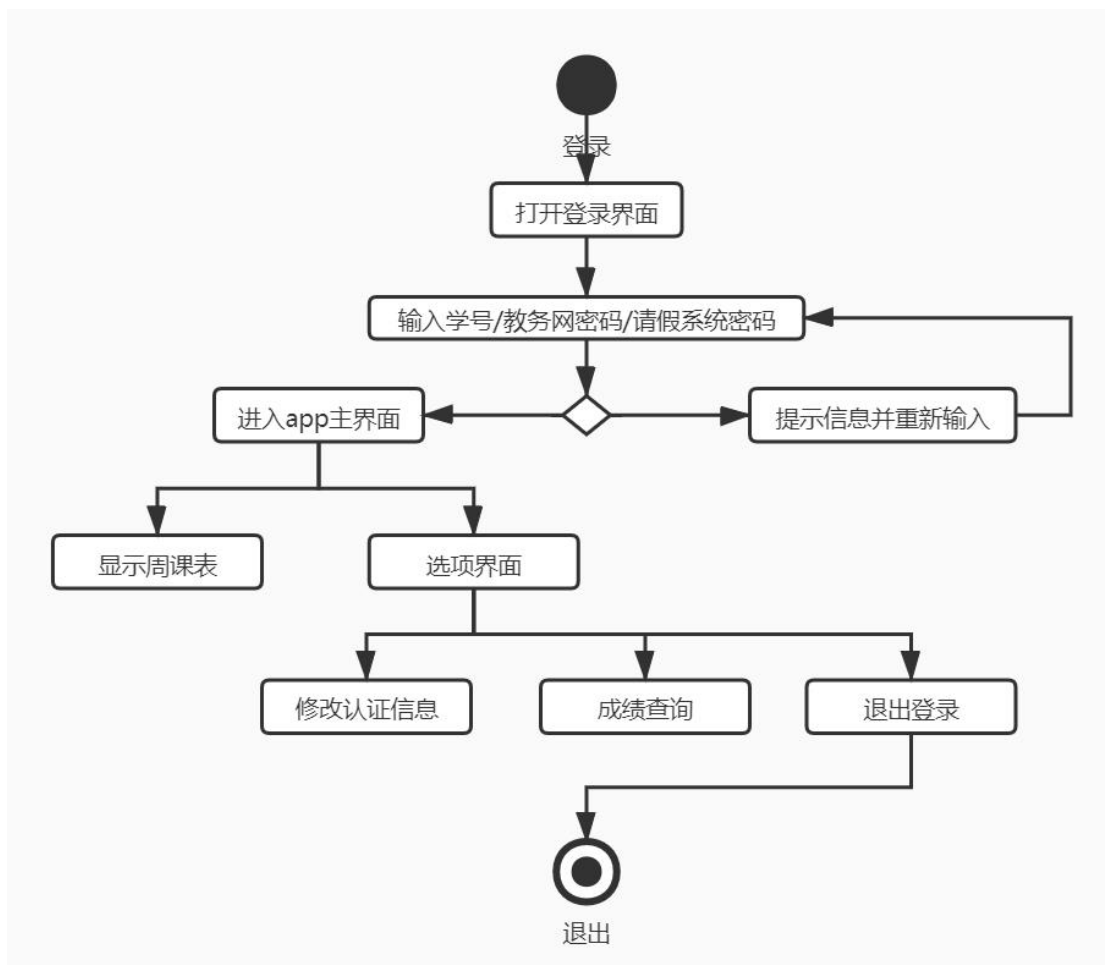 登录
打开登录界面
输入学号/教务网密码/请假系统密码
进入app主界面
提示信息并重新输入
显示周课表
选项界面
修改认证信息
成绩查询
退出登录
退出